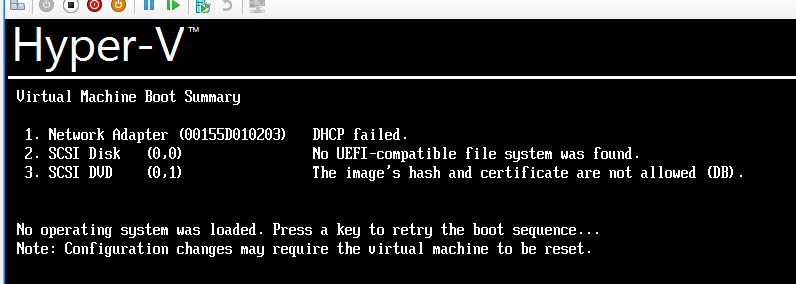 Hyper-V™
Virtual Machine Boot Summary
1. Network Adapter (00155D010203) DHCP failed.
2. SCSI Disk (0,0) No UEFI-compatible file system was found.
3. SCSI DVD (0,1) The image's hash and certificate are not allowed (DB).
No operating system was loaded. Press a key to retry the boot sequence...
Note: Configuration changes may require the virtual machine to be reset.